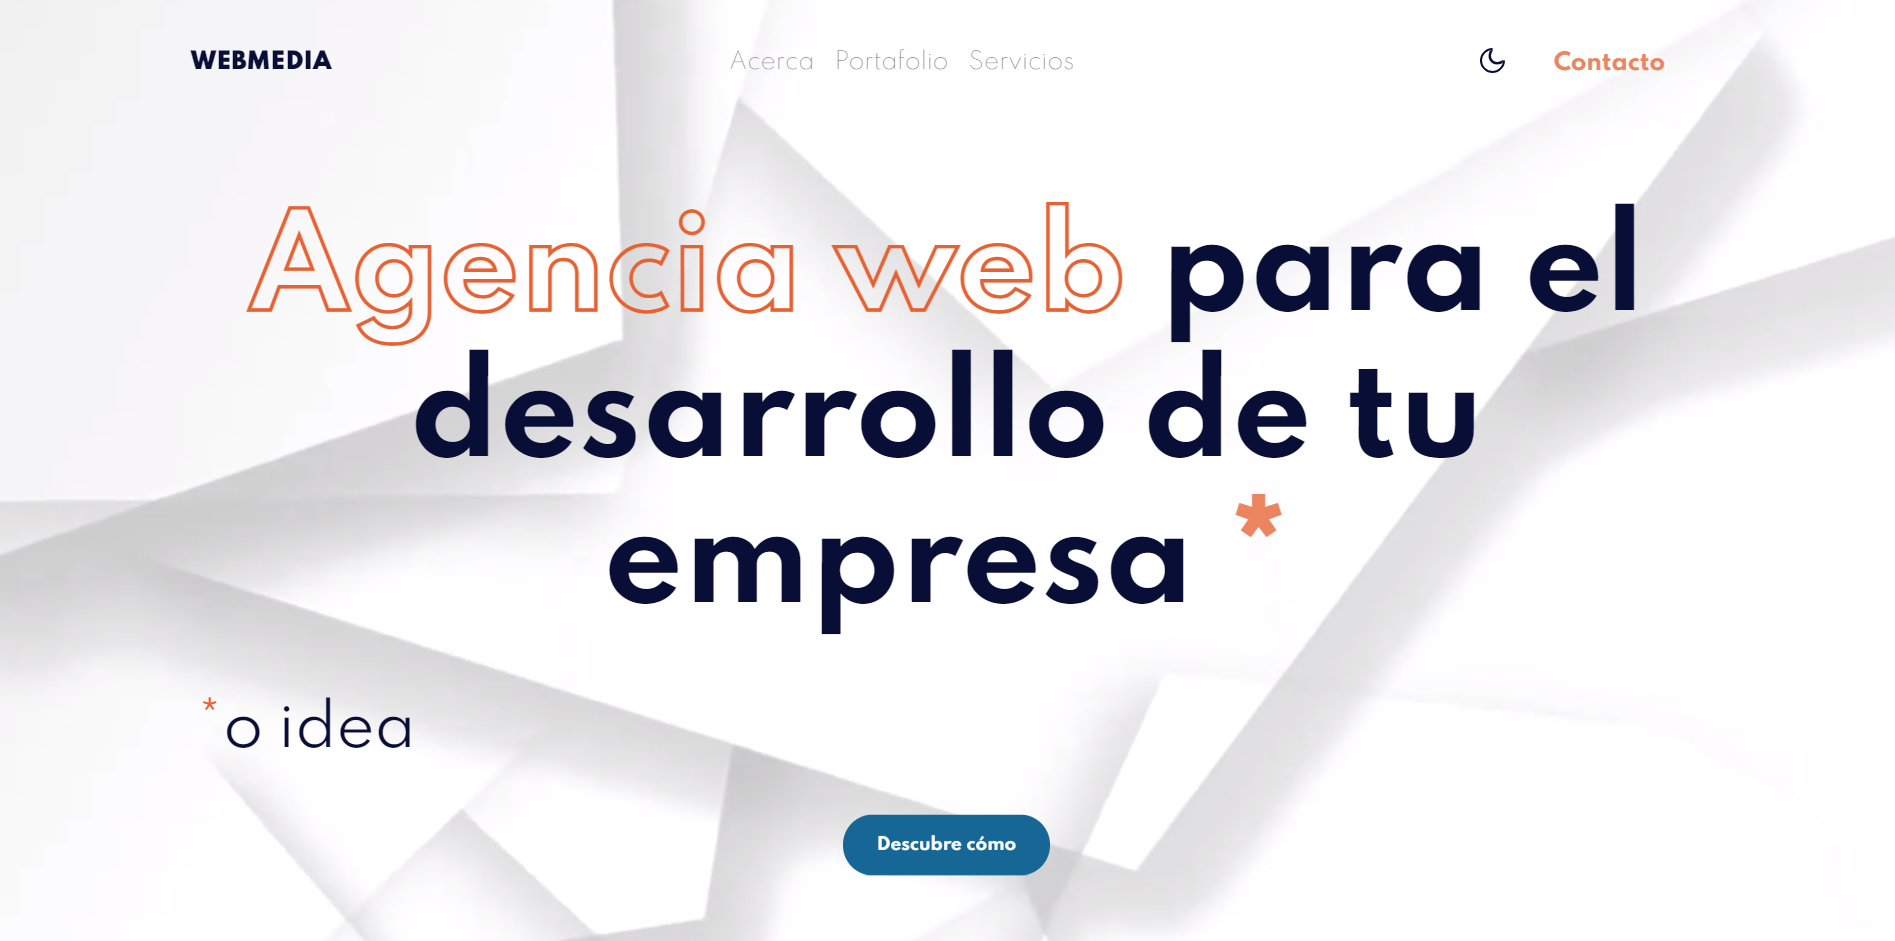 WEBMEDIA
Acerca Portafolio Servicios
Contacto
Agencia web para el
desarrollo de tu
empresa *
*o idea
Descubre cómo